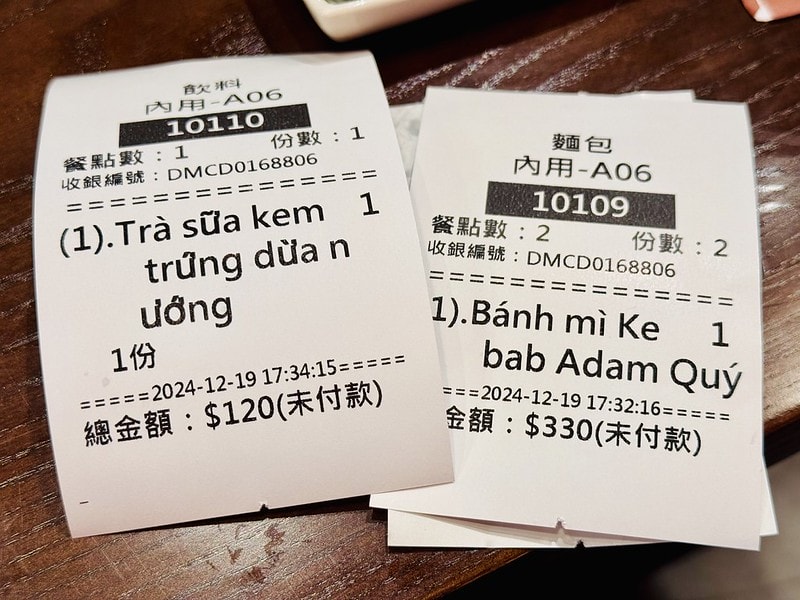 飲料
內用-A06
10110
餐點數：1 份數：1
收銀編號：DMCD0168806
===============
(1).Trà sữa kem 1
trứng dừa n
ướng
1份
=====2024-12-19 17:34:15=====
總金額：$120(未付款)
麵包
內用-A06
10109
餐點數：2 份數：2
收銀編號：DMCD0168806
===============
1).Bánh mì Ke 1
bab Adam Quý
===2024-12-19 17:32:16=====
金額：$330(未付款)